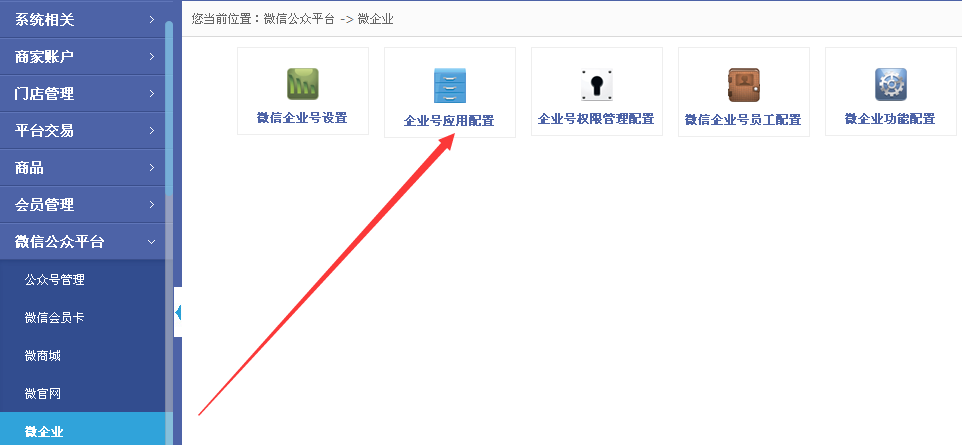 系统相关
商家账户
门店管理
平台交易
商品
会员管理
微信公众平台
公众号管理
微信会员卡
微商城
微官网
微企业
您当前位置：微信公众平台 -> 微企业
微信企业号设置
企业号应用配置
企业号权限管理配置
微信企业号员工配置
微企业功能配置